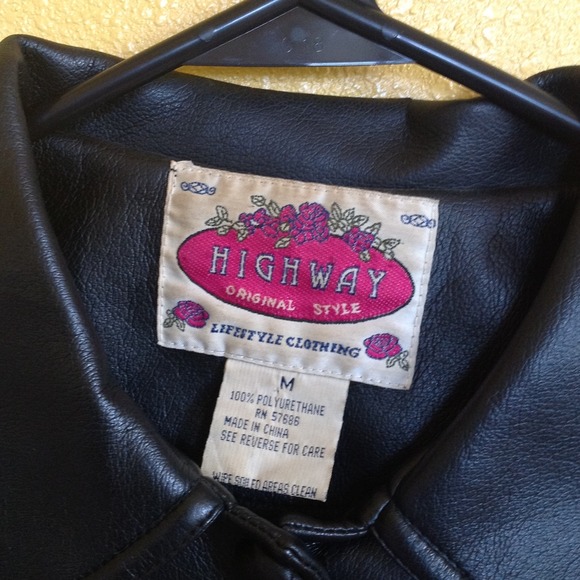 HIGHWAY
ORIGINAL STYLE
LIFESTYLE CLOTHING
M
100% POLYURETHANE
RN 57686
MADE IN CHINA
SEE REVERSE FOR CARE
WIPE SOILED AREAS CLEAN